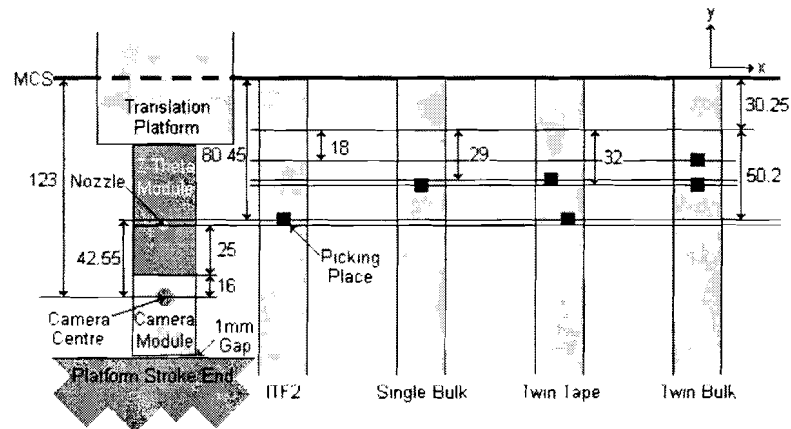 y
x
MCS
Translation
Platform
30.25
18
29
32
80 45
Module
Nozzle
123
50.2
42.55
25
16
Picking
Place
Camera
Centre
Camera
Module
1mm
Gap
Platform Stroke End
ITF2
Single Bulk
Twin Tape
Twin Bulk